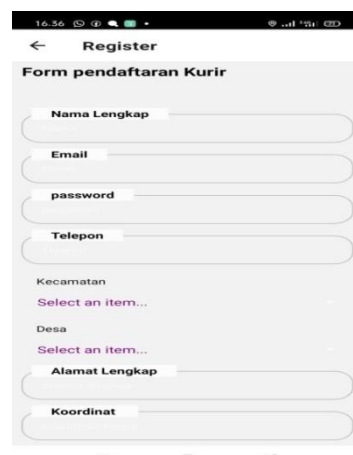 16.36
Register
Form pendaftaran Kurir
Nama Lengkap
Email
password
Telepon
Kecamatan
Select an item...
Desa
Select an item...
Alamat Lengkap
Koordinat